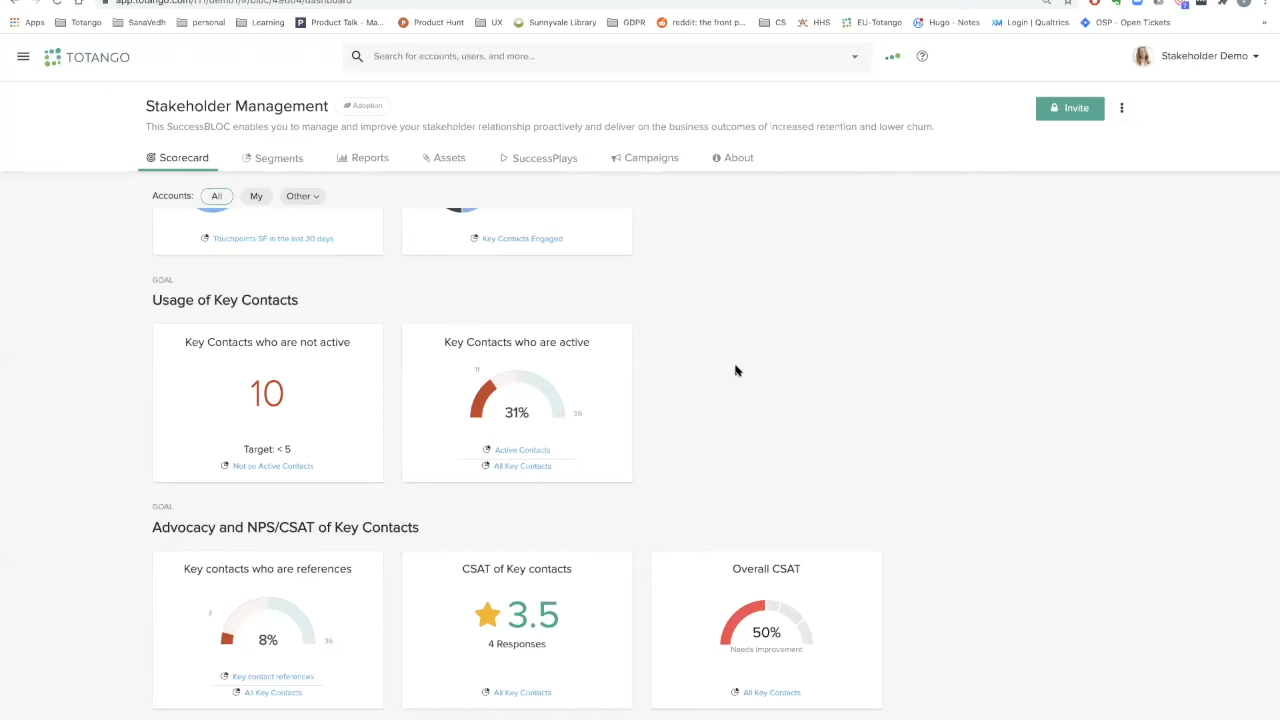 Apps Totango SanaVedh personal Learning Product Talk - Ma... Product Hunt UX Sunnyvale Library GDPR reddit: the front p... CS HHS EU-Totango Hugo - Notes Login | Qualtrics OSP - Open Tickets »
TOTANGO
Search for accounts, users, and more...
Stakeholder Demo
Stakeholder Management
Adoption
Invite
This SuccessBLOC enables you to manage and improve your stakeholder relationship proactively and deliver on the business outcomes of increased retention and lower churn.
Scorecard Segments Reports Assets SuccessPlays Campaigns About
Accounts: All My Other
Touchpoints SF in the last 30 days
Key Contacts Engaged
GOAL
Usage of Key Contacts
Key Contacts who are not active
10
Target: < 5
Not so Active Contacts
Key Contacts who are active
11
31%
36
Active Contacts
All Key Contacts
GOAL
Advocacy and NPS/CSAT of Key Contacts
Key contacts who are references
3
8%
36
Key contact references
All Key Contacts
CSAT of Key contacts
3.5
4 Responses
All Key Contacts
Overall CSAT
50%
Needs Improvement
All Key Contacts